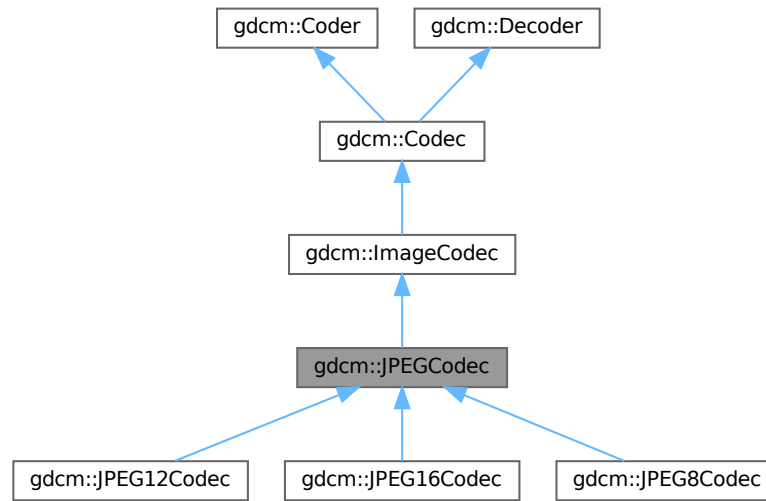 gdcm::Coder
gdcm::Decoder
gdcm::Codec
gdcm::ImageCodec
gdcm::JPEGCodec
gdcm::JPEG12Codec
gdcm::JPEG16Codec
gdcm::JPEG8Codec